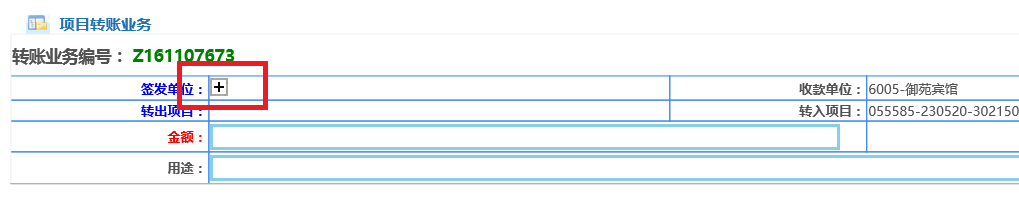 项目转账业务
转账业务编号： Z161107673
签发单位： 收款单位： 6005-御苑宾馆
转出项目： 转入项目： 055585-230520-302150
金额：
用途：